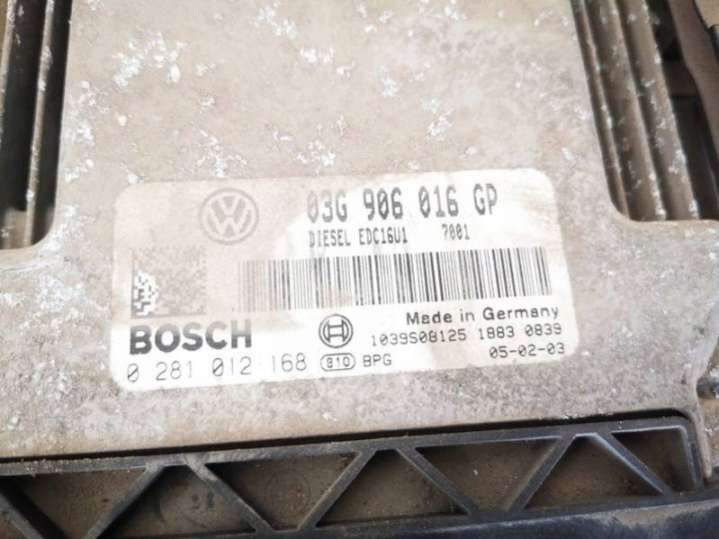 03G 906 016 GP
DIESEL EDC16U1 7001
Made in Germany
BOSCH
1039S08125 1883 0839
0 281 012 168 810 BPG 05-02-03